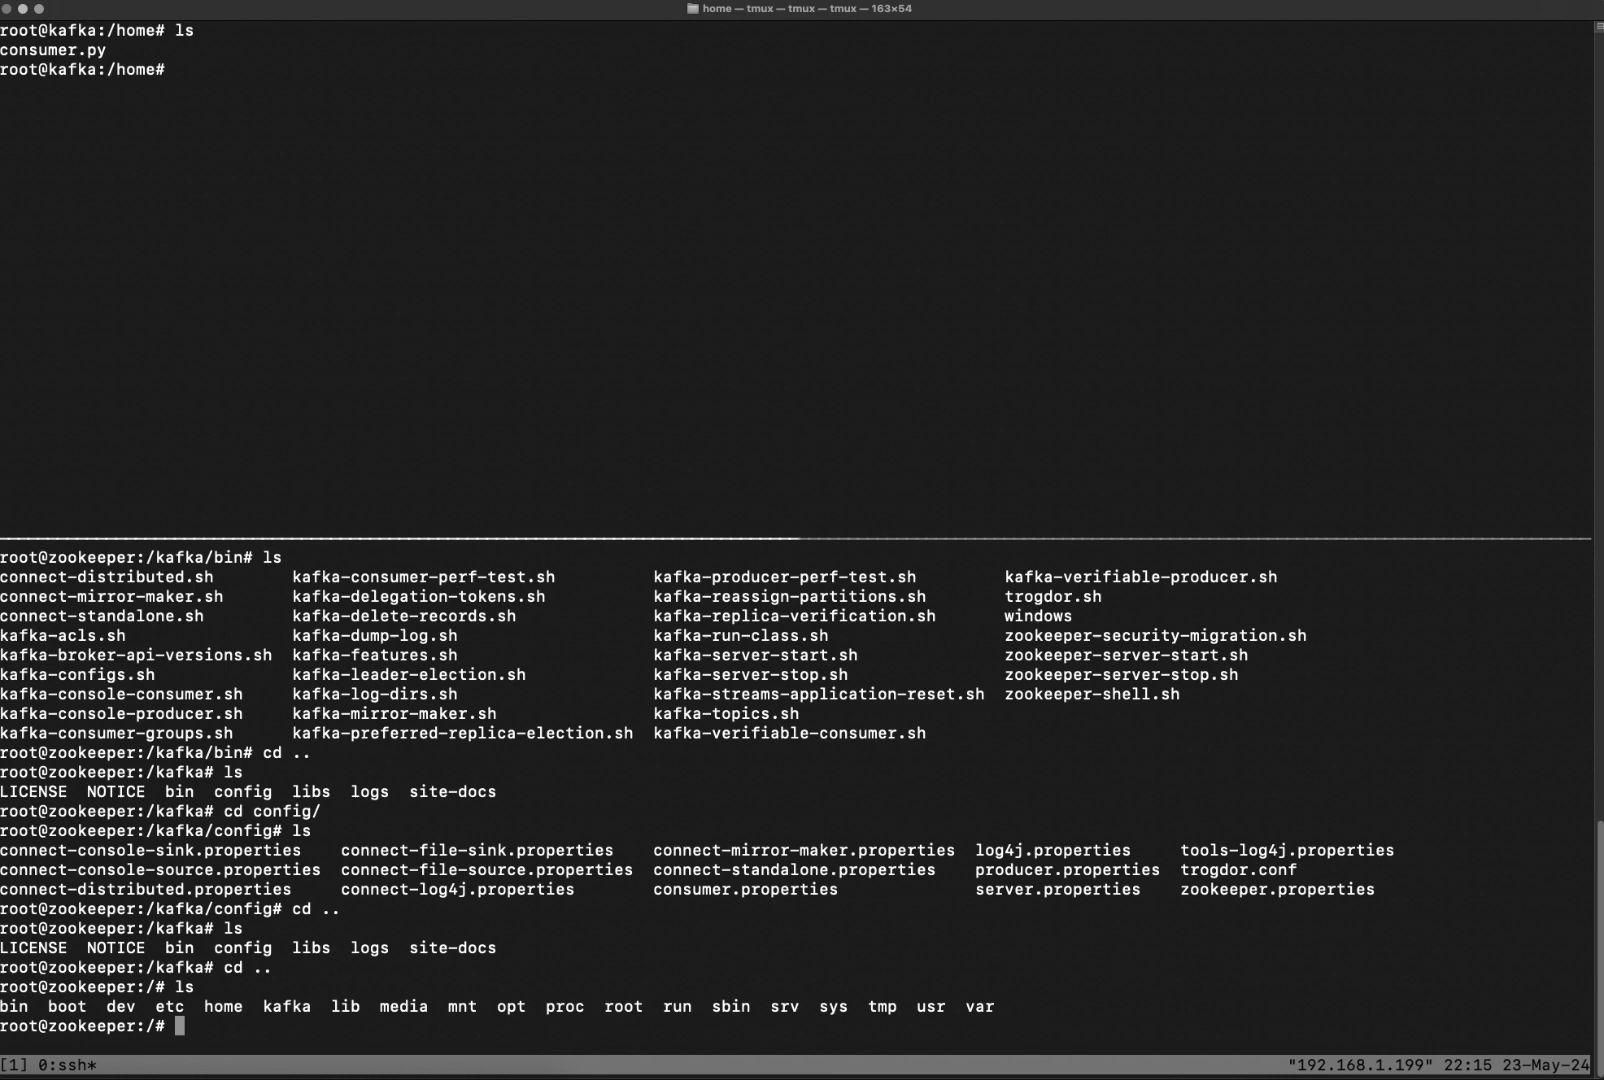 home — tmux — tmux — tmux — 163×54
root@kafka:/home# ls
consumer.py
root@kafka:/home#
root@zookeeper:/kafka/bin# ls
connect-distributed.sh kafka-consumer-perf-test.sh kafka-producer-perf-test.sh kafka-verifiable-producer.sh
connect-mirror-maker.sh kafka-delegation-tokens.sh kafka-reassign-partitions.sh trogdor.sh
connect-standalone.sh kafka-delete-records.sh kafka-replica-verification.sh windows
kafka-acls.sh kafka-dump-log.sh kafka-run-class.sh zookeeper-security-migration.sh
kafka-broker-api-versions.sh kafka-features.sh kafka-server-start.sh zookeeper-server-start.sh
kafka-configs.sh kafka-leader-election.sh kafka-server-stop.sh zookeeper-server-stop.sh
kafka-console-consumer.sh kafka-log-dirs.sh kafka-streams-application-reset.sh zookeeper-shell.sh
kafka-console-producer.sh kafka-mirror-maker.sh kafka-topics.sh
kafka-consumer-groups.sh kafka-preferred-replica-election.sh kafka-verifiable-consumer.sh
root@zookeeper:/kafka/bin# cd ..
root@zookeeper:/kafka# ls
LICENSE NOTICE bin config libs logs site-docs
root@zookeeper:/kafka# cd config/
root@zookeeper:/kafka/config# ls
connect-console-sink.properties connect-file-sink.properties connect-mirror-maker.properties log4j.properties tools-log4j.properties
connect-console-source.properties connect-file-source.properties connect-standalone.properties producer.properties trogdor.conf
connect-distributed.properties connect-log4j.properties consumer.properties server.properties zookeeper.properties
root@zookeeper:/kafka/config# cd ..
root@zookeeper:/kafka# ls
LICENSE NOTICE bin config libs logs site-docs
root@zookeeper:/kafka# cd ..
root@zookeeper:/# ls
bin boot dev etc home kafka lib media mnt opt proc root run sbin srv sys tmp usr var
root@zookeeper:/#
[1] 0:ssh* "192.168.1.199" 22:15 23-May-24